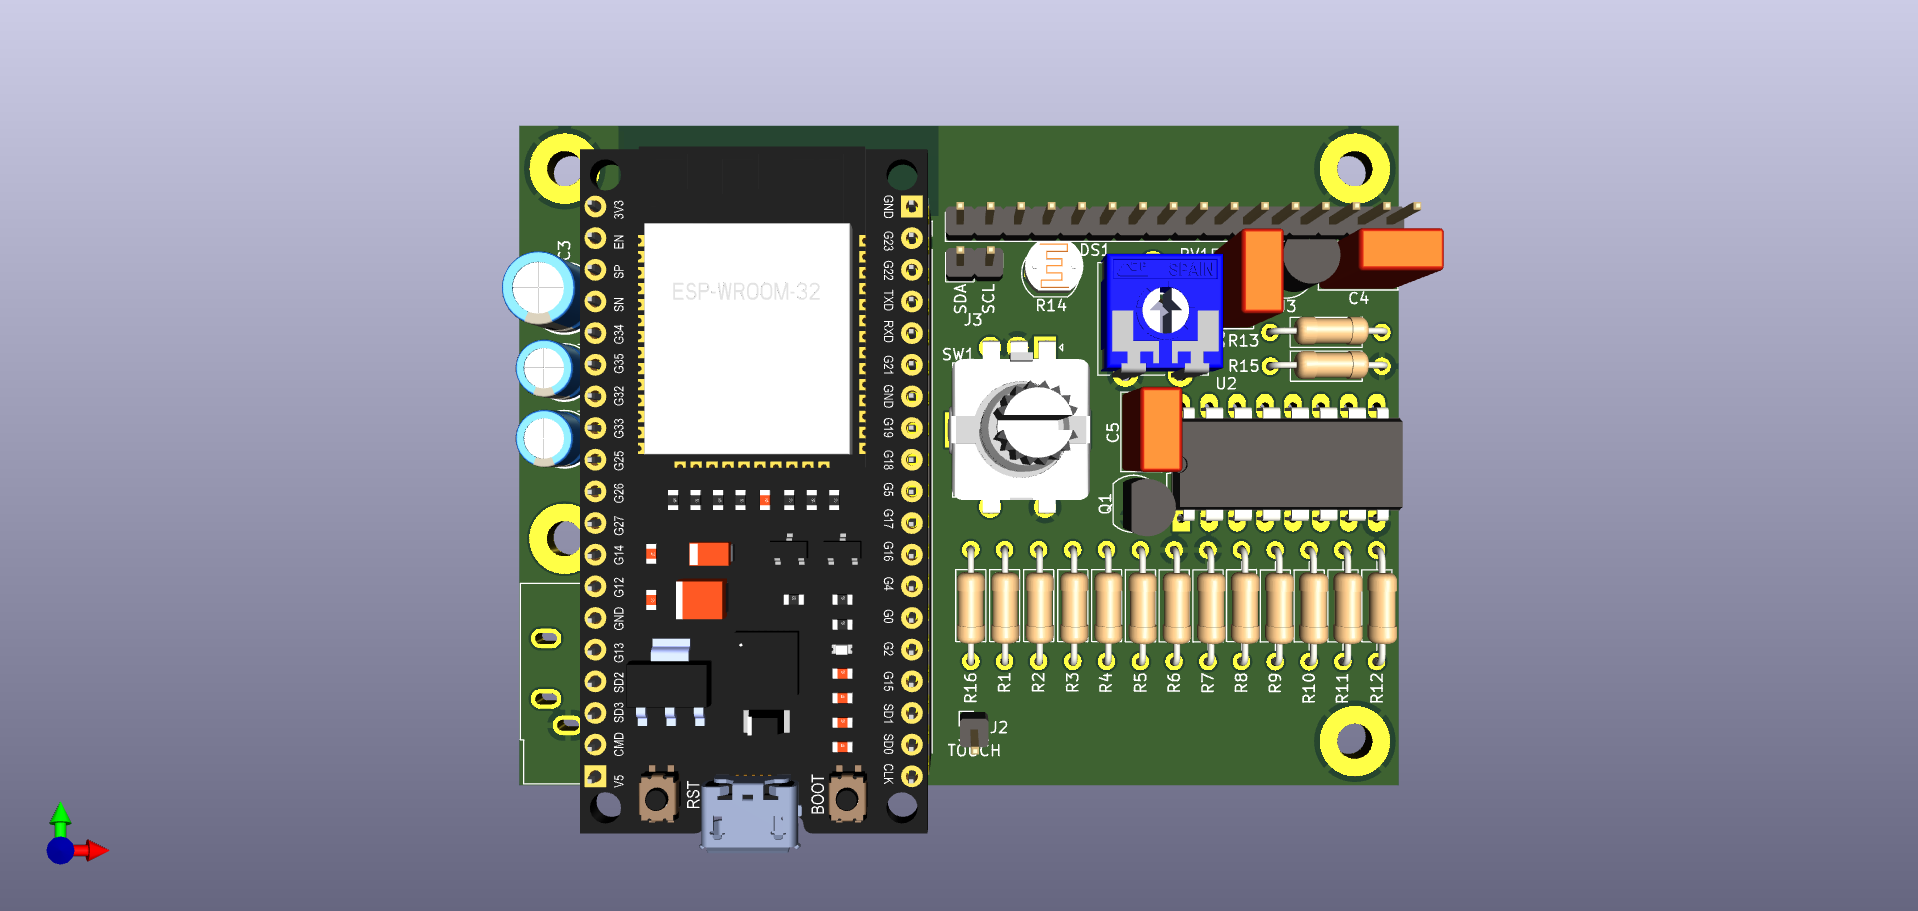 C3
3V3
EN
SP
SN
G34
G35
G32
G33
G25
G26
G27
G14
G12
GND
G13
SD2
SD3
CMD
V5
ESP-WROOM-32
RST
BOOT
GND
G23
G22
TXD
RXD
G21
GND
G19
G18
G5
G17
G16
G4
G0
G2
G15
SD1
SD0
CLK
DS1
SDA
SCL
J3
R14
SPAIN
C4
R13
R15
SW1
U2
C5
Q1
R16
R1
R2
R3
R4
R5
R6
R7
R8
R9
R10
R11
R12
J2
TOUCH